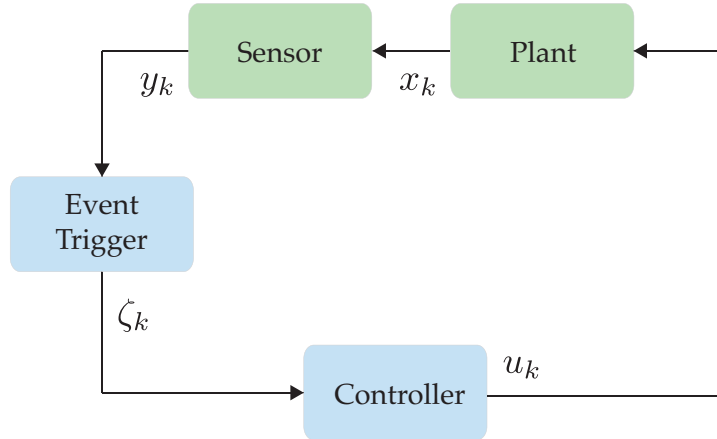 Sensor
Plant
y_k
x_k
Event
Trigger
ζ_k
Controller
u_k